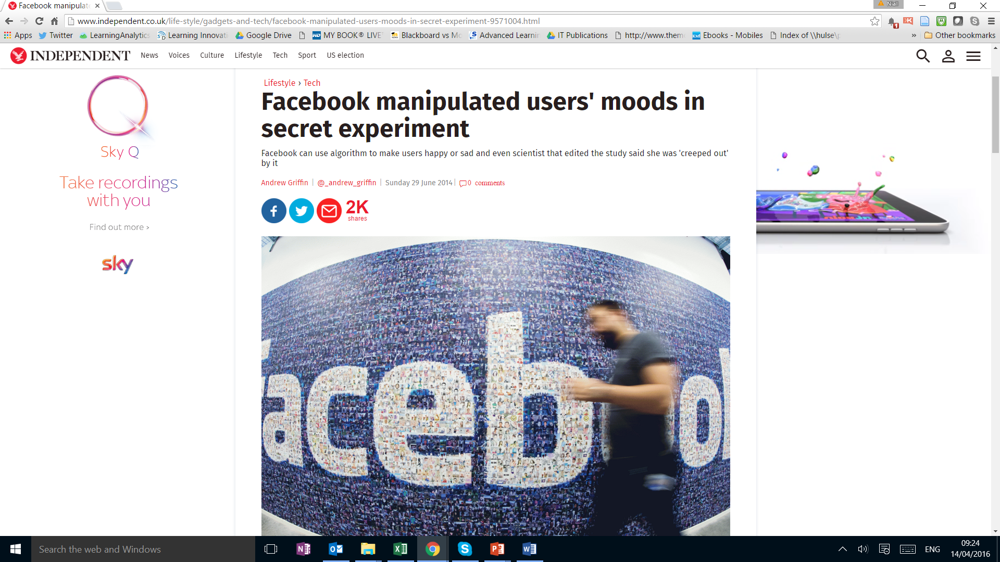 Facebook manipulat
Niall
www.independent.co.uk/life-style/gadgets-and-tech/facebook-manipulated-users-moods-in-secret-experiment-9571004.html
1
Apps Twitter LearningAnalytics Learning Innovati Google Drive MY BOOK® LIVE Blackboard vs Mo Advanced Learnin IT Publications http://www.them Ebooks - Mobiles Index of \\hulse\p » Other bookmarks
INDEPENDENT News Voices Culture Lifestyle Tech Sport US election
Lifestyle › Tech
Facebook manipulated users' moods in
secret experiment
Facebook can use algorithm to make users happy or sad and even scientist that edited the study said she was 'creeped out'
by it
Andrew Griffin | @_andrew_griffin | Sunday 29 June 2014 | 0 comments
2K
shares
Sky Q
Take recordings
with you
Find out more >
sky
faceb ok
Search the web and Windows
ENG
09:24
14/04/2016